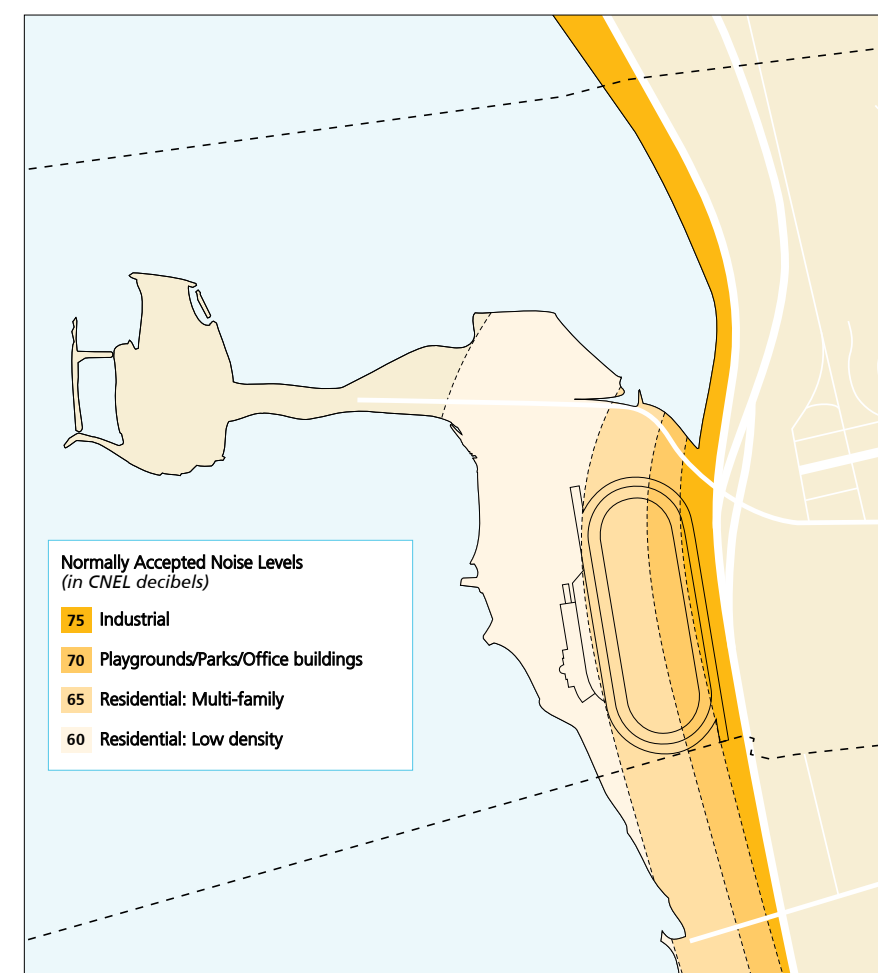 Normally Accepted Noise Levels
(in CNEL decibels)
75 Industrial
70 Playgrounds/Parks/Office buildings
65 Residential: Multi-family
60 Residential: Low density